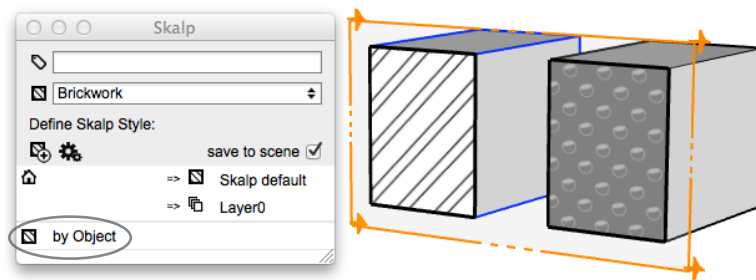 Skalp
Brickwork
Define Skalp Style:
save to scene
=> Skalp default
=> Layer0
by Object